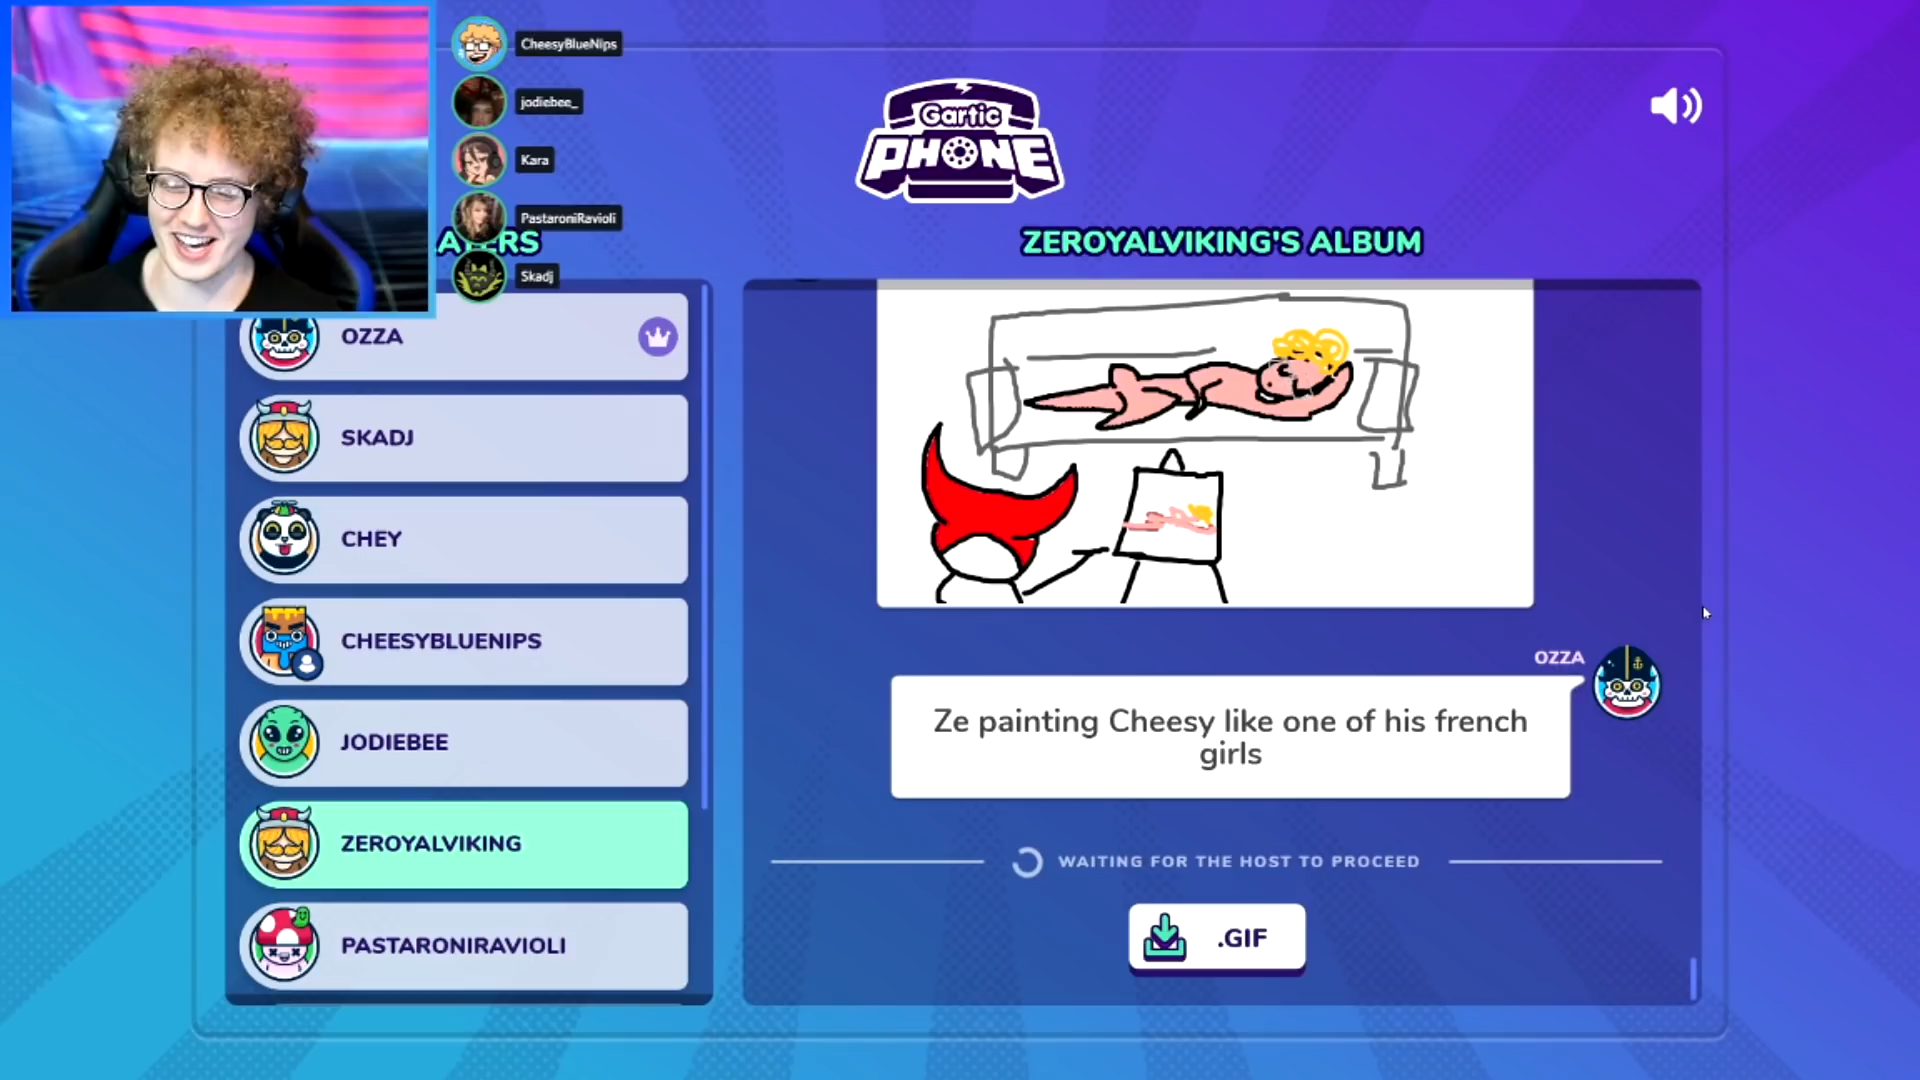 CheesyBlueNips
jodiebee_
Kara
PastaroniRavioli
Skadj
Gartic
PHONE
ZEROYALVIKING'S ALBUM
OZZA
SKADJ
CHEY
CHEESYBLUENIPS
JODIEBEE
ZEROYALVIKING
PASTARONIRAVIOLI
OZZA
Ze painting Cheesy like one of his french
girls
WAITING FOR THE HOST TO PROCEED
.GIF